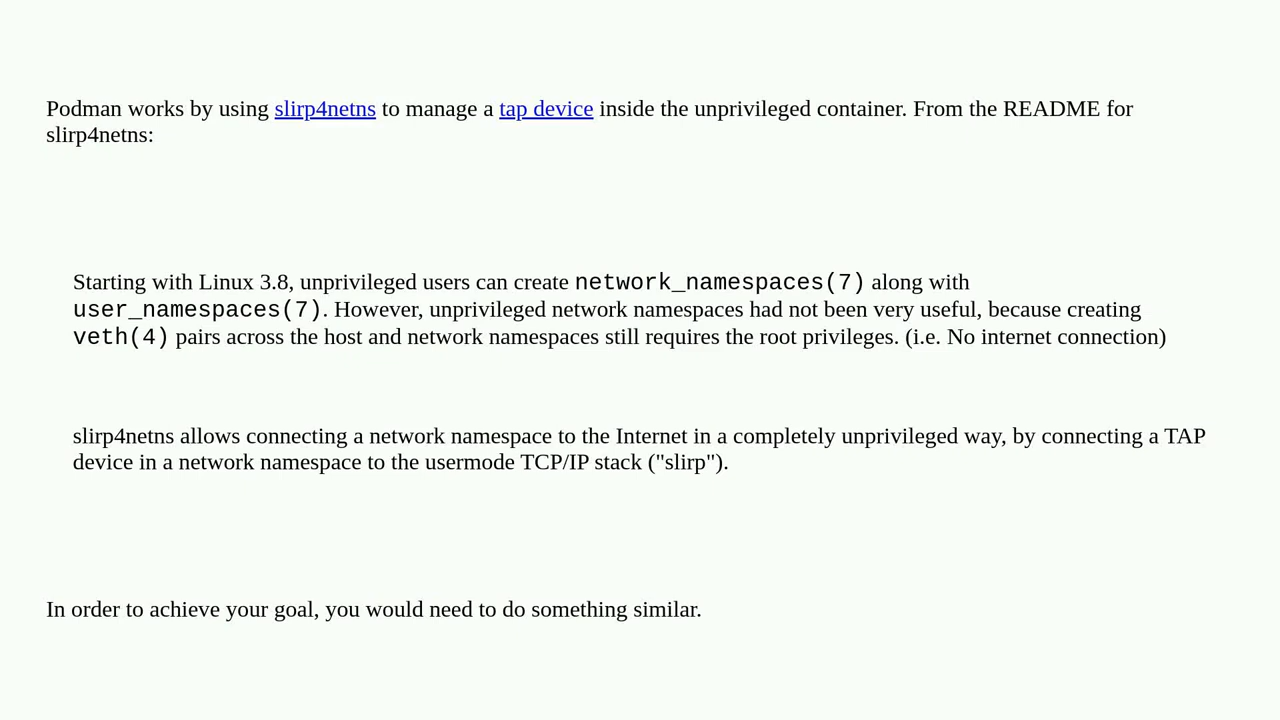 Podman works by using slirp4netns to manage a tap device inside the unprivileged container. From the README for
slirp4netns:
Starting with Linux 3.8, unprivileged users can create network_namespaces(7) along with
user_namespaces(7). However, unprivileged network namespaces had not been very useful, because creating
veth(4) pairs across the host and network namespaces still requires the root privileges. (i.e. No internet connection)
slirp4netns allows connecting a network namespace to the Internet in a completely unprivileged way, by connecting a TAP
device in a network namespace to the usermode TCP/IP stack ("slirp").
In order to achieve your goal, you would need to do something similar.